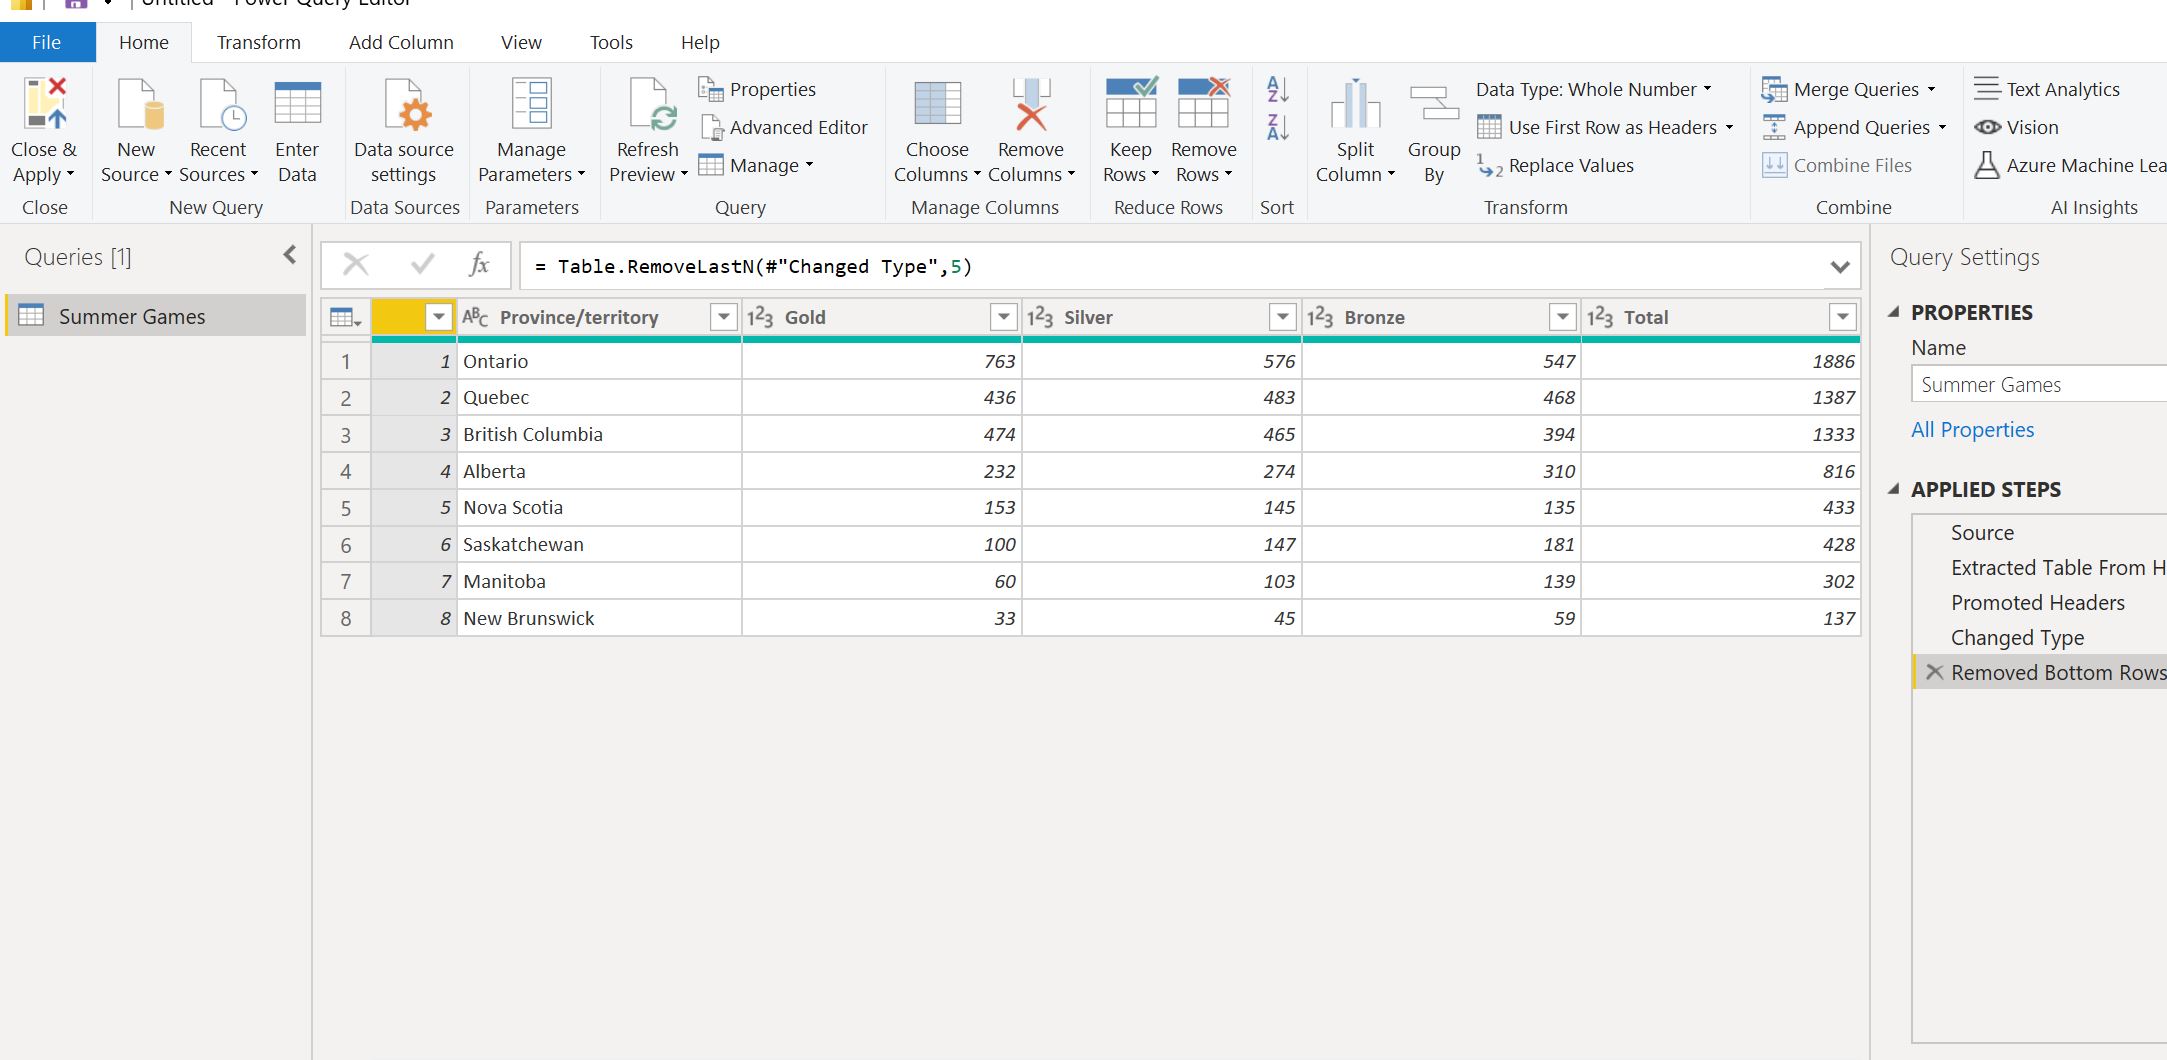 Untitled - Power Query Editor
File Home Transform Add Column View Tools Help
Close & Apply
New Source
Recent Sources
Enter Data
Data source settings
Manage Parameters
Refresh Preview
Properties
Advanced Editor
Manage
Choose Columns
Remove Columns
Keep Rows
Remove Rows
A Z
Z A
Split Column
Group By
Data Type: Whole Number
Use First Row as Headers
1 2 Replace Values
Merge Queries
Append Queries
Combine Files
Text Analytics
Vision
Azure Machine Lea
Close New Query Data Sources Parameters Query Manage Columns Reduce Rows Sort Transform Combine AI Insights
Queries [1]
Summer Games
fx = Table.RemoveLastN(#"Changed Type",5)
ABC Province/territory 123 Gold 123 Silver 123 Bronze 123 Total
1 1 Ontario 763 576 547 1886
2 2 Quebec 436 483 468 1387
3 3 British Columbia 474 465 394 1333
4 4 Alberta 232 274 310 816
5 5 Nova Scotia 153 145 135 433
6 6 Saskatchewan 100 147 181 428
7 7 Manitoba 60 103 139 302
8 8 New Brunswick 33 45 59 137
Query Settings
PROPERTIES
Name
Summer Games
All Properties
APPLIED STEPS
Source
Extracted Table From H
Promoted Headers
Changed Type
Removed Bottom Rows